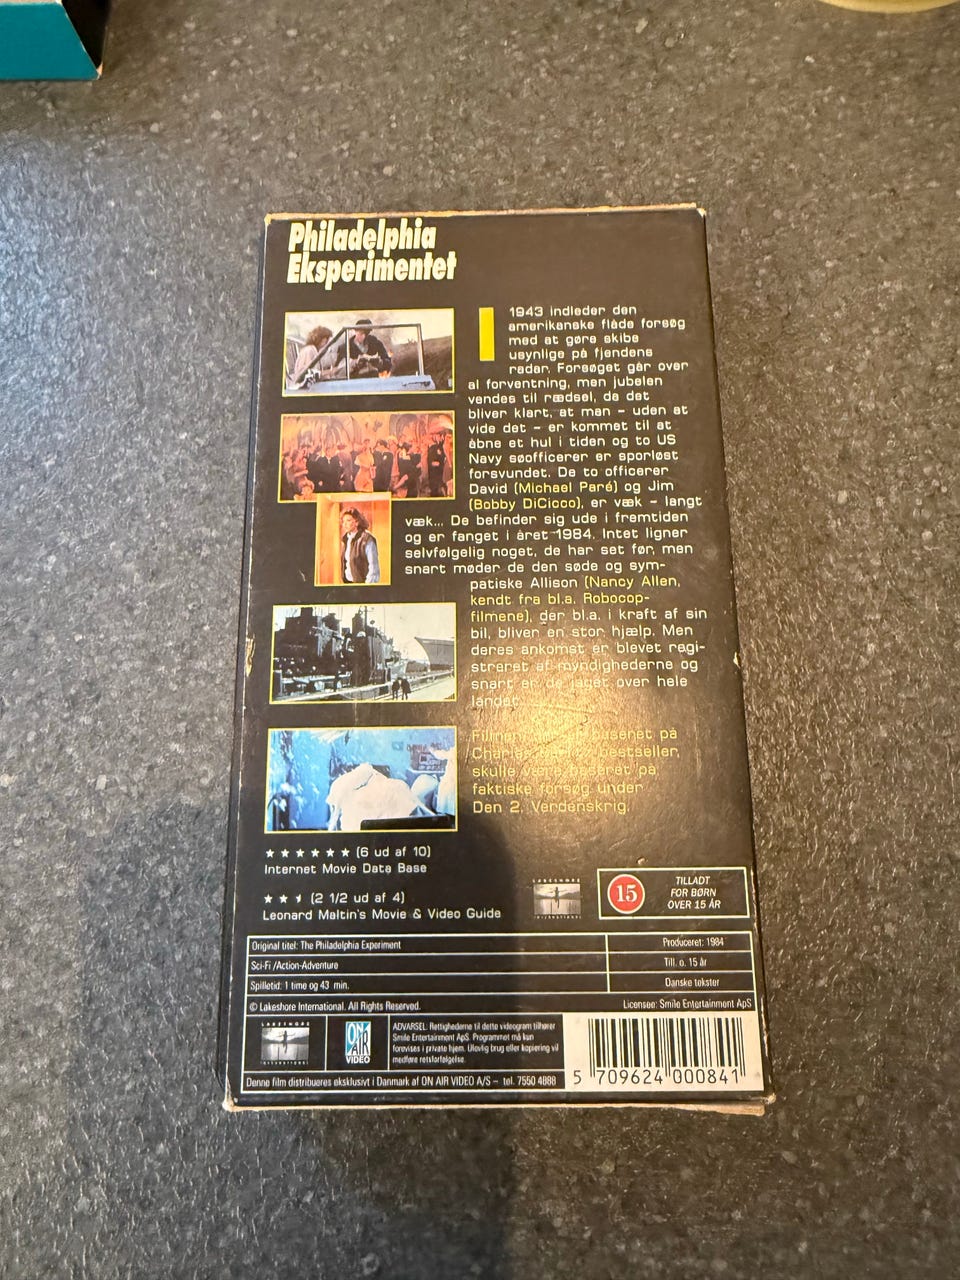 Philadelphia
Eksperimentet
I 1943 indleder den
amerikanske flåde forsøg
med at gøre skibe
usynlige på fjendens
radar. Forsøget går over
al forventning, men jubelen
vendes til rædsel, da det
bliver klart, at man - uden at
vide det - er kommet til at
åbne et hul i tiden og to US
Navy søofficerer er sporløst
forsvundet. De to officerer
David (Michael Paré) og Jim
(Bobby DiCicco), er væk - langt
væk... De befinder sig ude i fremtiden
og er fanget i året 1984. Intet ligner
selvfølgelig noget, de har set før, men
snart møder de den søde og sym-
patiske Allison (Nancy Allen,
kendt fra bl.a. Robocop-
filmene), der bl.a. i kraft af sin
bil, bliver en stor hjælp. Men
deres ankomst er blevet regi-
streret af myndighederne og
snart er de jaget over hele
landet.
Filmen, er baseret på
Charles bestseller,
skulle være baseret på
faktiske forsøg under
Den 2. Verdenskrig.
★ ★ ★ ★ ★ ★ (6 ud af 10)
Internet Movie Data Base
(2 1/2 ud af 4)
Leonard Maltin's Movie & Video Guide
LAKESHORE
INTERNATIONAL
15
TILLADT
FOR BØRN
OVER 15 ÅR
Original titel: The Philadelphia Experiment
Produceret: 1984
Sci-Fi /Action-Adventure
Till. o. 15 år
Spilletid: 1 time og 43 min.
Danske tekster
© Lakeshore International. All Rights Reserved.
Licensee: Smile Entertainment ApS
LAKESHORE
INTERNATIONAL
ON
AIR
VIDEO
ADVARSEL. Rettighederne til dette videogram tilhører
Smile Entertainment ApS. Programmet må kun
forevises i private hjem. Ulovlig brug eller kopiering vil
medføre retsforfølgelse.
Denne film distribueres eksklusivt i Danmark af ON AIR VIDEO A/S - tel. 7550 4888
5 709624 000841